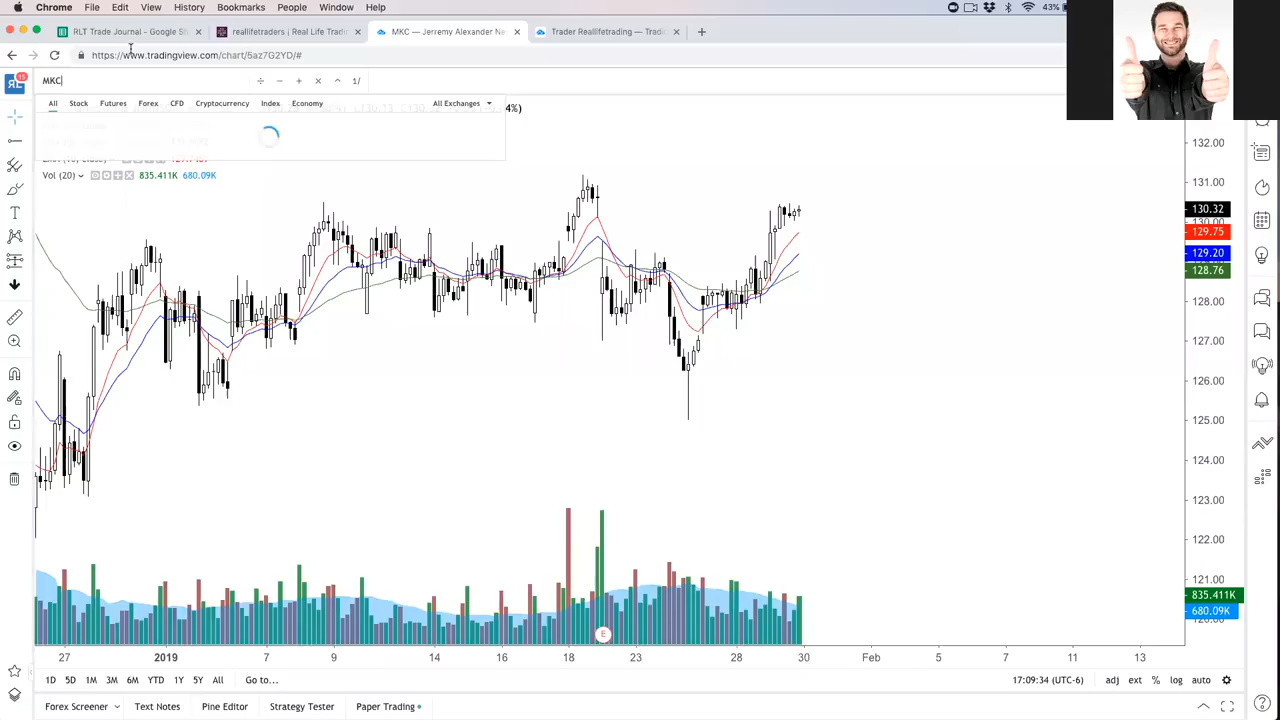 Chrome File Edit View History Bookmarks People Window Help 43%
RLT Trade Journal - Google Sh × reallifetraders | Real Life Tradin × MKC — Jerremy Alexander Ne × Trader Reallifetrading — Tradi × +
https://www.tradingview.com/chart/5az7G2YD/#
15
MKC ÷ − + × ^ 1/
All Stock Futures Forex CFD Cryptocurrency Index Economy All Exchanges
4%)
Vol (20) 835.411K 680.09K
132.00
131.00
130.32
129.75
129.20
128.76
128.00
127.00
126.00
125.00
124.00
123.00
122.00
121.00
835.411K
680.09K
E
27 2019 7 9 14 16 18 23 28 30 Feb 5 7 11 13
1D 5D 1M 3M 6M YTD 1Y 5Y All Go to... 17:09:34 (UTC-6) adj ext % log auto
Forex Screener Text Notes Pine Editor Strategy Tester Paper Trading